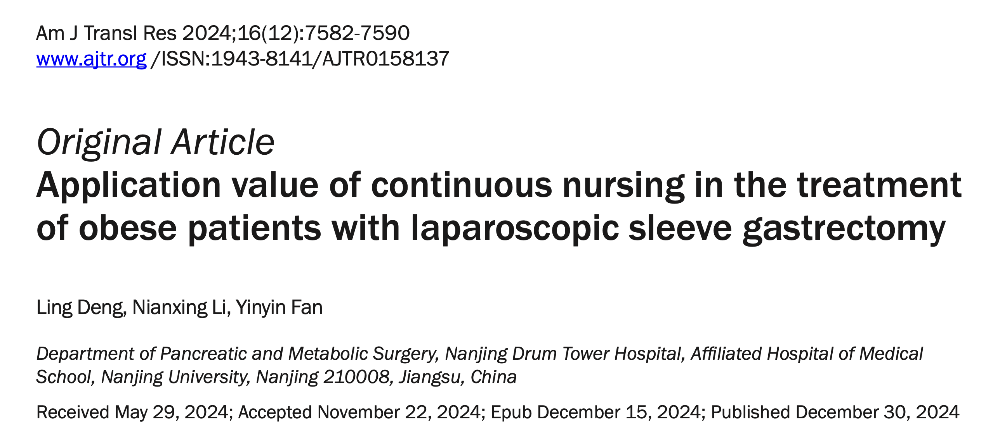 Am J Transl Res 2024;16(12):7582-7590
www.ajtr.org /ISSN:1943-8141/AJTR0158137
Original Article
Application value of continuous nursing in the treatment
of obese patients with laparoscopic sleeve gastrectomy
Ling Deng, Nianxing Li, Yinyin Fan
Department of Pancreatic and Metabolic Surgery, Nanjing Drum Tower Hospital, Affiliated Hospital of Medical
School, Nanjing University, Nanjing 210008, Jiangsu, China
Received May 29, 2024; Accepted November 22, 2024; Epub December 15, 2024; Published December 30, 2024